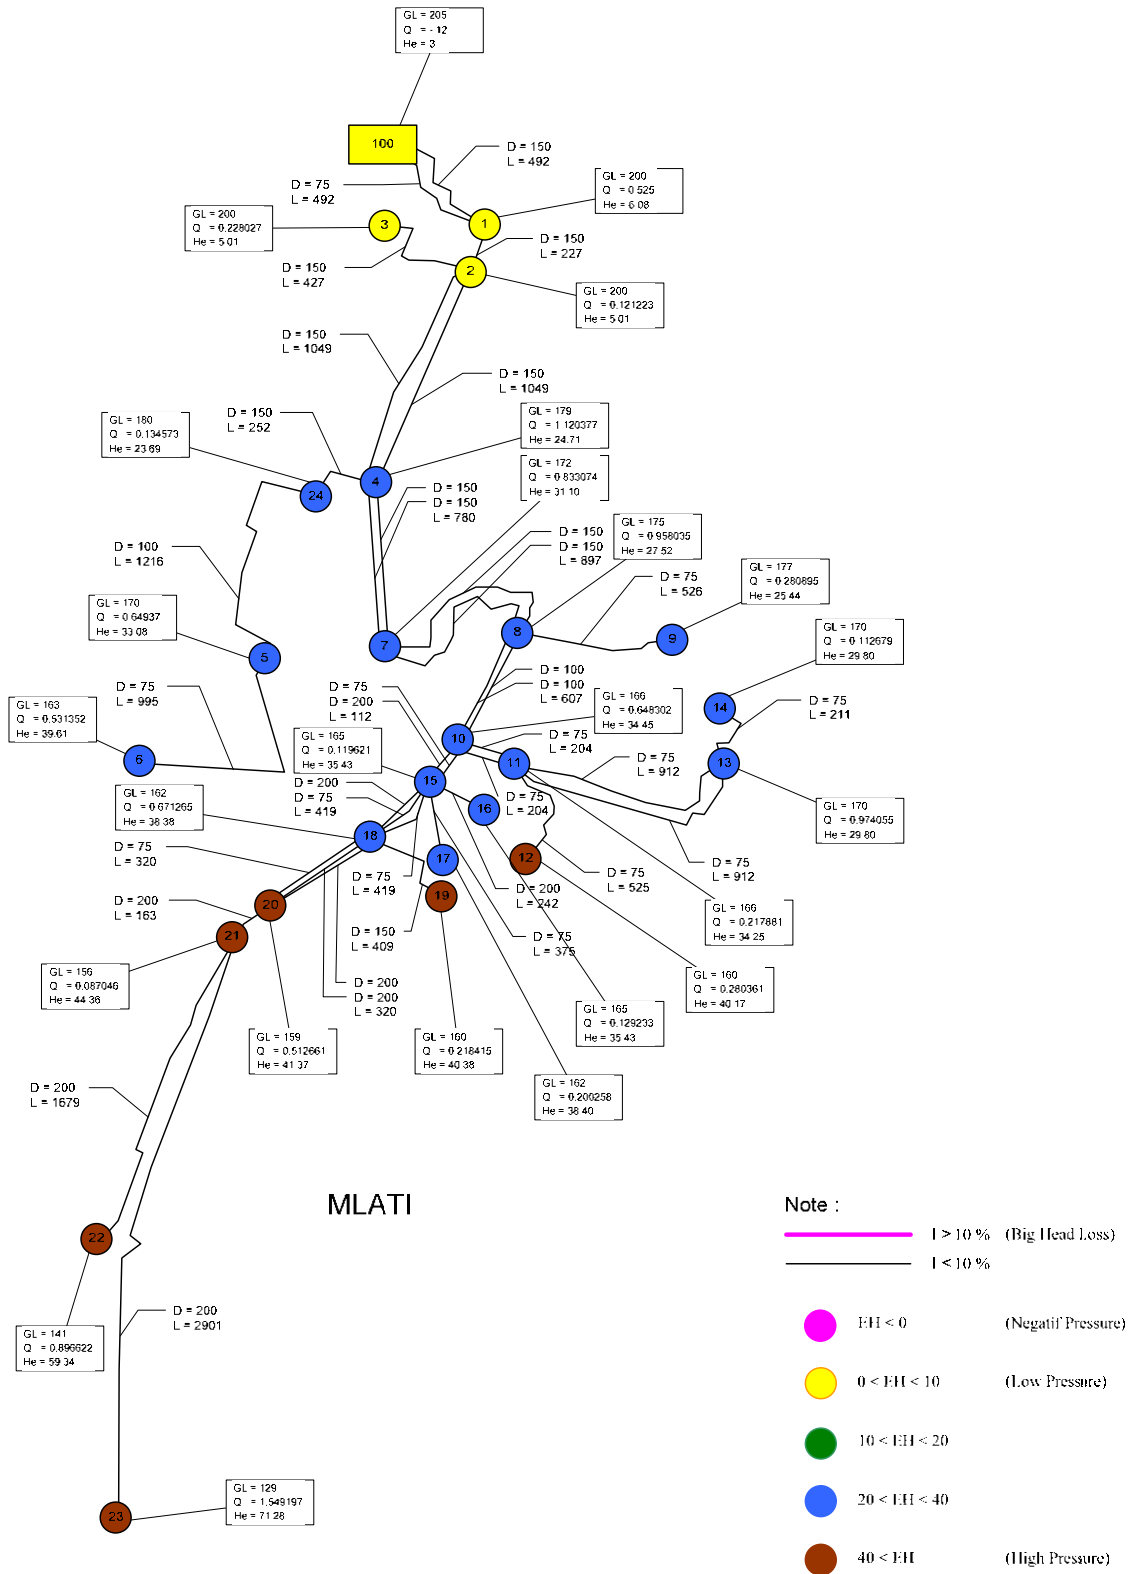 GL = 205
Q = -12
He = 3
100
D = 150
L = 492
D = 75
L = 492
GL = 200
Q = 0.525
He = 6.08
GL = 200
Q = 0.228027
He = 5.01
3
1
D = 150
L = 227
2
D = 150
L = 427
GL = 200
Q = 0.121223
He = 5.01
D = 150
L = 1049
D = 150
L = 1049
GL = 180
Q = 0.134573
He = 23.69
D = 150
L = 252
GL = 179
Q = 1.120377
He = 24.71
GL = 172
Q = 0.833074
He = 31.10
4
24
D = 150
D = 150
L = 780
GL = 175
Q = 0.958035
He = 27.52
D = 150
D = 150
L = 897
D = 100
L = 1216
D = 75
L = 526
GL = 177
Q = 0.280895
He = 25.44
GL = 170
Q = 0.64937
He = 33.08
GL = 170
Q = 0.112679
He = 29.80
8
9
7
5
D = 100
D = 100
L = 607
D = 75
L = 995
D = 75
D = 200
L = 112
GL = 166
Q = 0.648302
He = 34.45
14
D = 75
L = 211
GL = 163
Q = 0.531352
He = 39.61
GL = 165
Q = 0.119621
He = 35.43
D = 75
L = 204
10
11
13
6
D = 75
L = 912
15
D = 200
D = 75
L = 419
16
D = 75
L = 204
GL = 162
Q = 0.671265
He = 38.38
GL = 170
Q = 0.974055
He = 29.80
18
D = 75
L = 320
17
12
D = 75
L = 525
D = 75
L = 912
D = 75
L = 419
D = 200
L = 242
19
20
D = 200
L = 163
GL = 166
Q = 0.217881
He = 34.25
D = 150
L = 409
D = 75
L = 375
21
GL = 156
Q = 0.087046
He = 44.36
D = 200
D = 200
L = 320
GL = 160
Q = 0.280361
He = 40.17
GL = 159
Q = 0.512661
He = 41.37
GL = 160
Q = 0.218415
He = 40.38
GL = 165
Q = 0.129233
He = 35.43
GL = 162
Q = 0.200258
He = 38.40
D = 200
L = 1679
MLATI
Note :
I > 10 % (Big Head Loss)
I < 10 %
22
D = 200
L = 2901
GL = 141
Q = 0.896622
He = 59.34
EH < 0 (Negatif Pressure)
0 < EH < 10 (Low Pressure)
10 < EH < 20
20 < EH < 40
GL = 129
Q = 1.549197
He = 71.28
23
40 < EH (High Pressure)